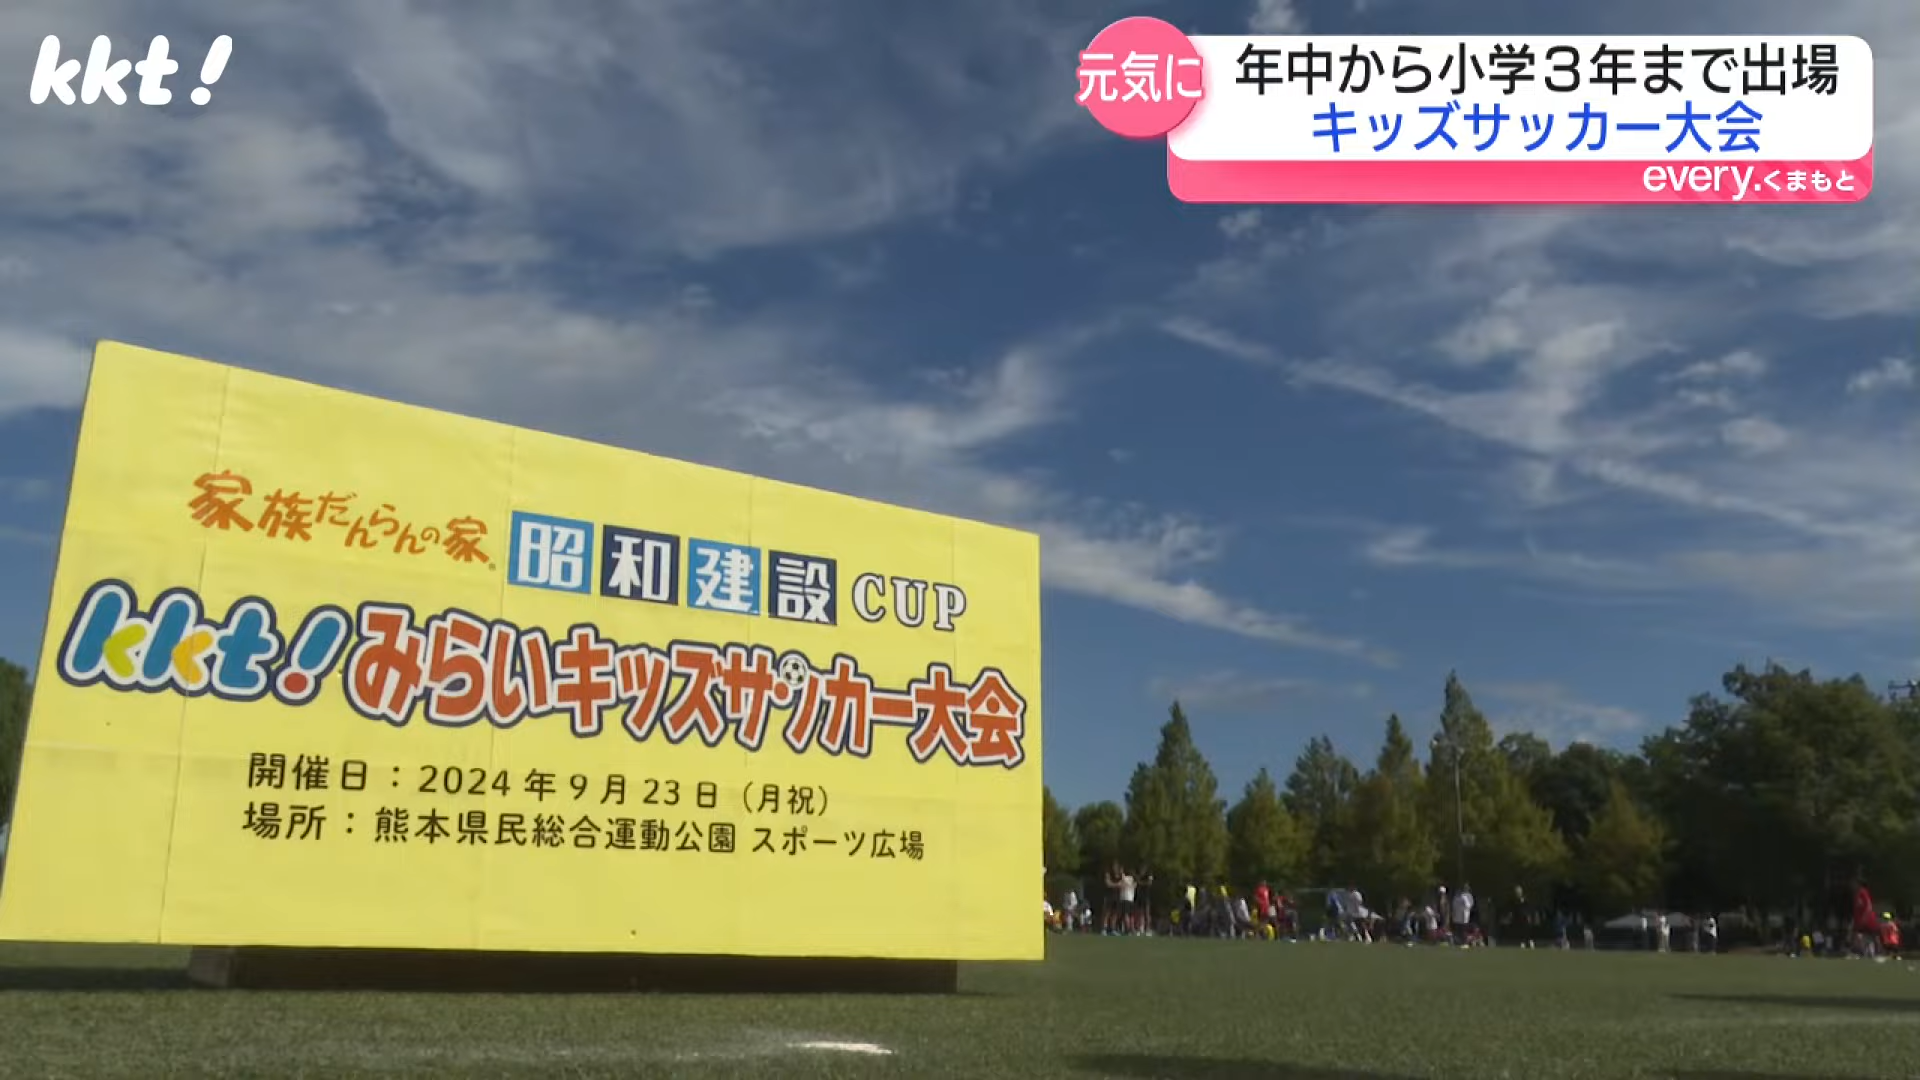 kkt!
元気に
年中から小学３年まで出場
キッズサッカー大会
every.くまもと
家族だんらんの家® 昭和建設 CUP
kkt!みらいキッズサッカー大会
開催日：2024年9月23日（月祝）
場所：熊本県民総合運動公園 スポーツ広場